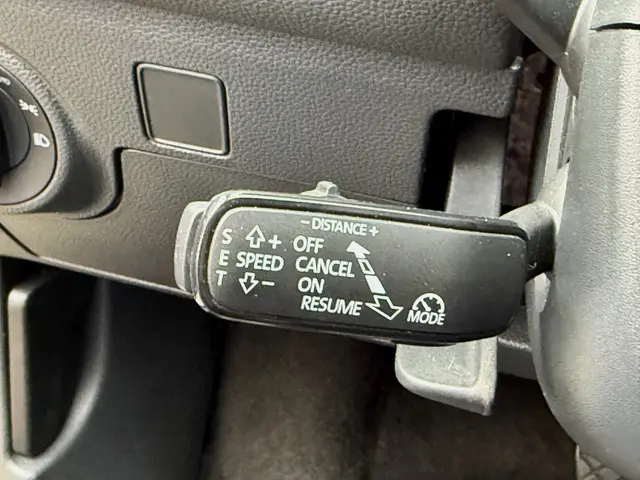 - DISTANCE +
S + OFF
E SPEED CANCEL
T - ON
RESUME
MODE